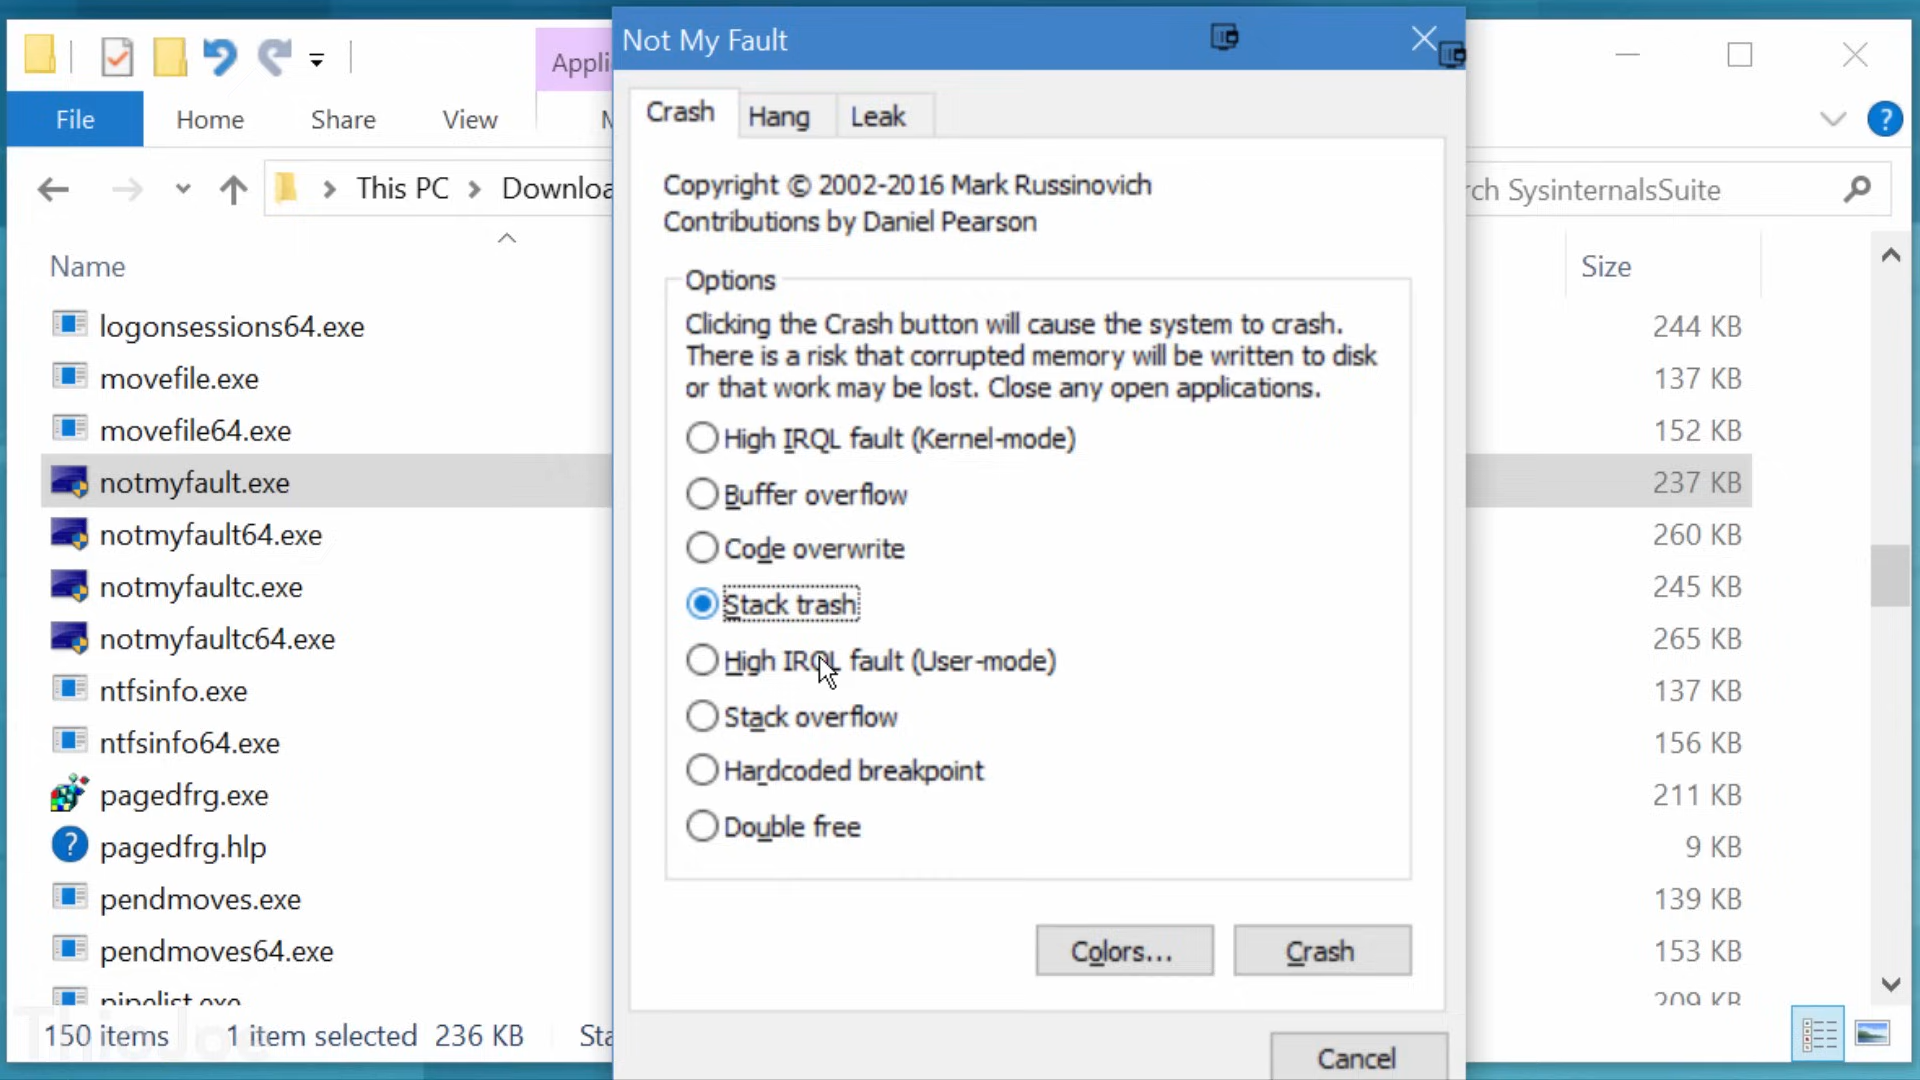 Appli
File
Home
Share
View
This PC
Downloa
rch SysinternalsSuite
Name
Size
logonsessions64.exe
244 KB
movefile.exe
137 KB
movefile64.exe
152 KB
notmyfault.exe
237 KB
notmyfault64.exe
260 KB
notmyfaultc.exe
245 KB
notmyfaultc64.exe
265 KB
ntfsinfo.exe
137 KB
ntfsinfo64.exe
156 KB
pagedfrg.exe
211 KB
pagedfrg.hlp
9 KB
pendmoves.exe
139 KB
pendmoves64.exe
153 KB
pipelist.exe
209 KB
150 items
1 item selected
236 KB
Sta
ThioJoe
Not My Fault
Crash
Hang
Leak
Copyright © 2002-2016 Mark Russinovich
Contributions by Daniel Pearson
Options
Clicking the Crash button will cause the system to crash.
There is a risk that corrupted memory will be written to disk
or that work may be lost. Close any open applications.
High IRQL fault (Kernel-mode)
Buffer overflow
Code overwrite
Stack trash
High IRQL fault (User-mode)
Stack overflow
Hardcoded breakpoint
Double free
Colors...
Crash
Cancel